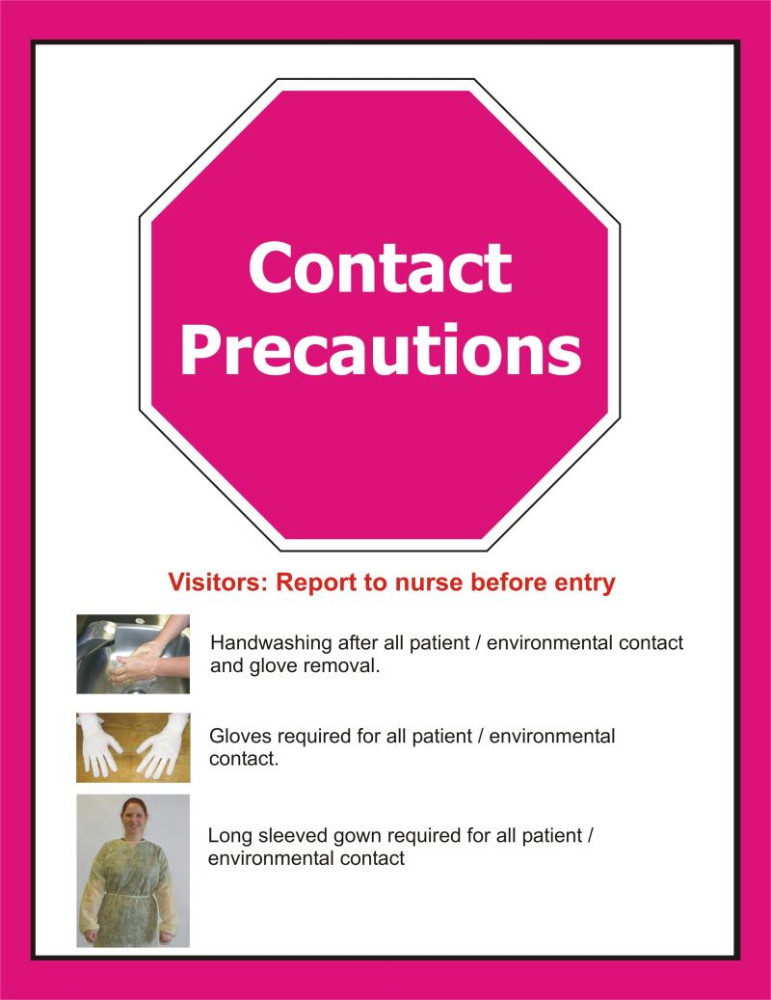 Contact
Precautions
Visitors: Report to nurse before entry
Handwashing after all patient / environmental contact
and glove removal.
Gloves required for all patient / environmental
contact.
Long sleeved gown required for all patient /
environmental contact